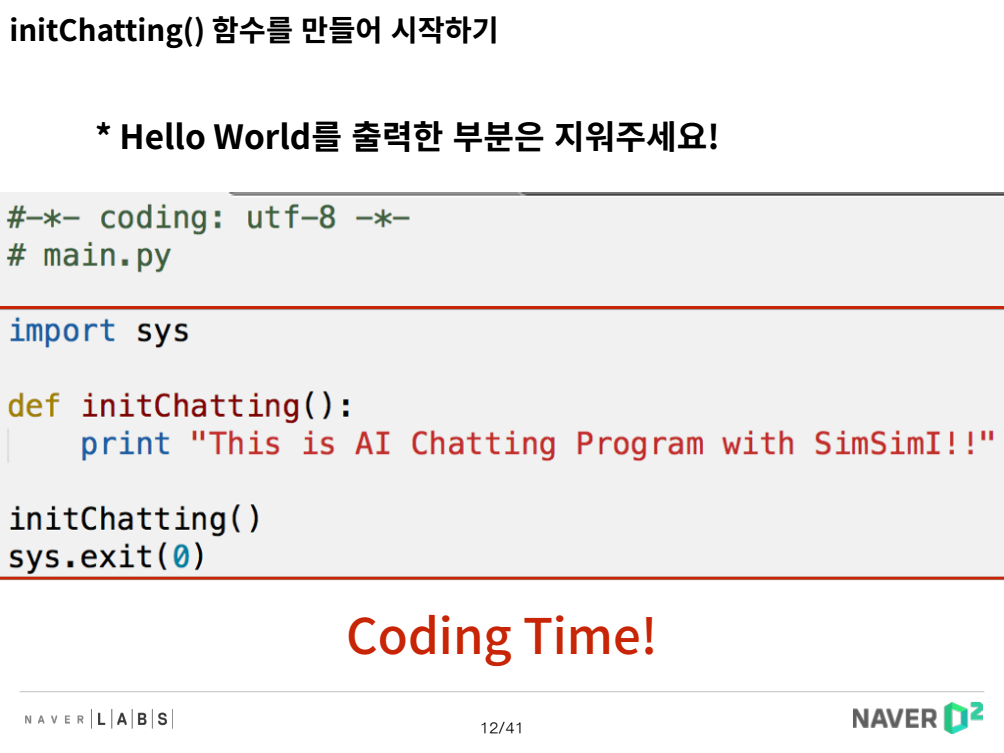 initChatting() 함수를 만들어 시작하기
* Hello World를 출력한 부분은 지워주세요!
#-*- coding: utf-8 -*-
# main.py
import sys
def initChatting():
    print "This is AI Chatting Program with SimSimI!!"
initChatting()
sys.exit(0)
Coding Time!
NAVER LABS
12/41
NAVER D2